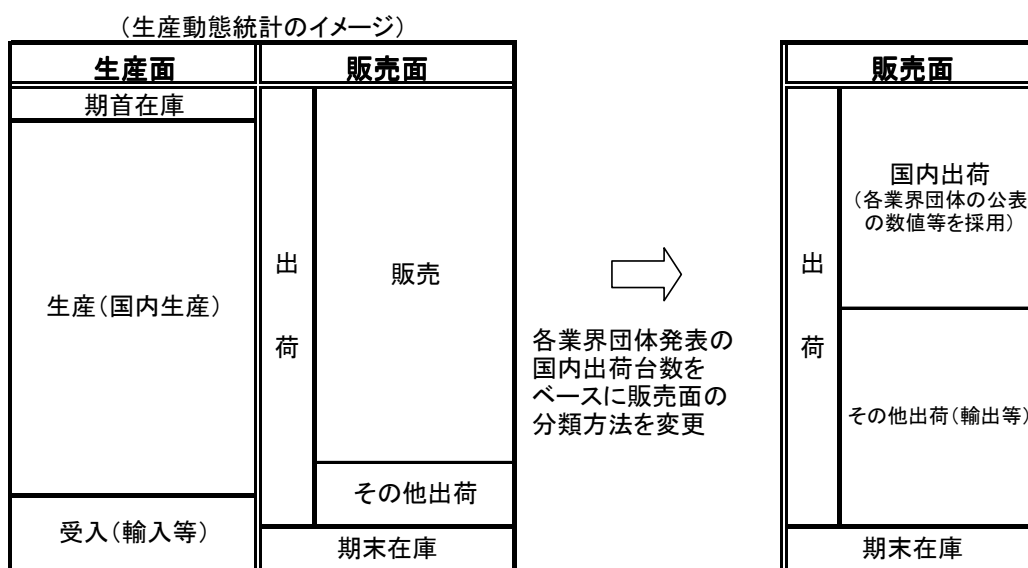 （生産動態統計のイメージ）
生産面
販売面
期首在庫
生産（国内生産）
受入（輸入等）
出
荷
販売
その他出荷
期末在庫
各業界団体発表の
国内出荷台数を
ベースに販売面の
分類方法を変更
販売面
出
荷
国内出荷
（各業界団体の公表
の数値等を採用）
その他出荷（輸出等）
期末在庫